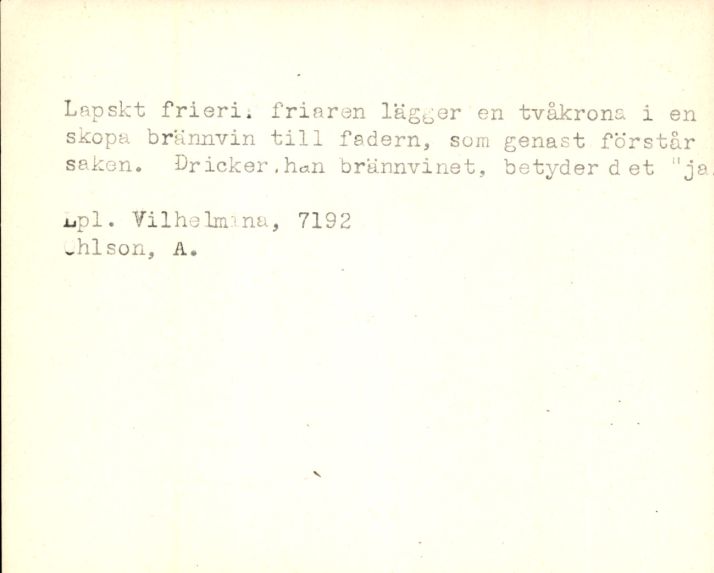 Lapskt frieri. friaren lägger en tvåkrona i en
skopa brännvin till fadern, som genast förstår
saken. Dricker han brännvinet, betyder det "ja.
Lpl. Vilhelmina, 7192
Ohlson, A.